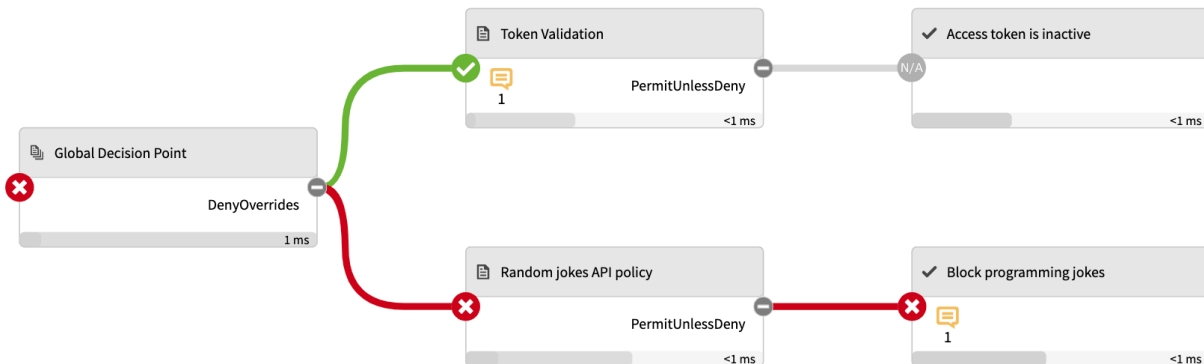 Token Validation
1
PermitUnlessDeny
<1 ms
Access token is inactive
N/A
<1 ms
Global Decision Point
DenyOverrides
1 ms
Random jokes API policy
PermitUnlessDeny
<1 ms
Block programming jokes
1
<1 ms